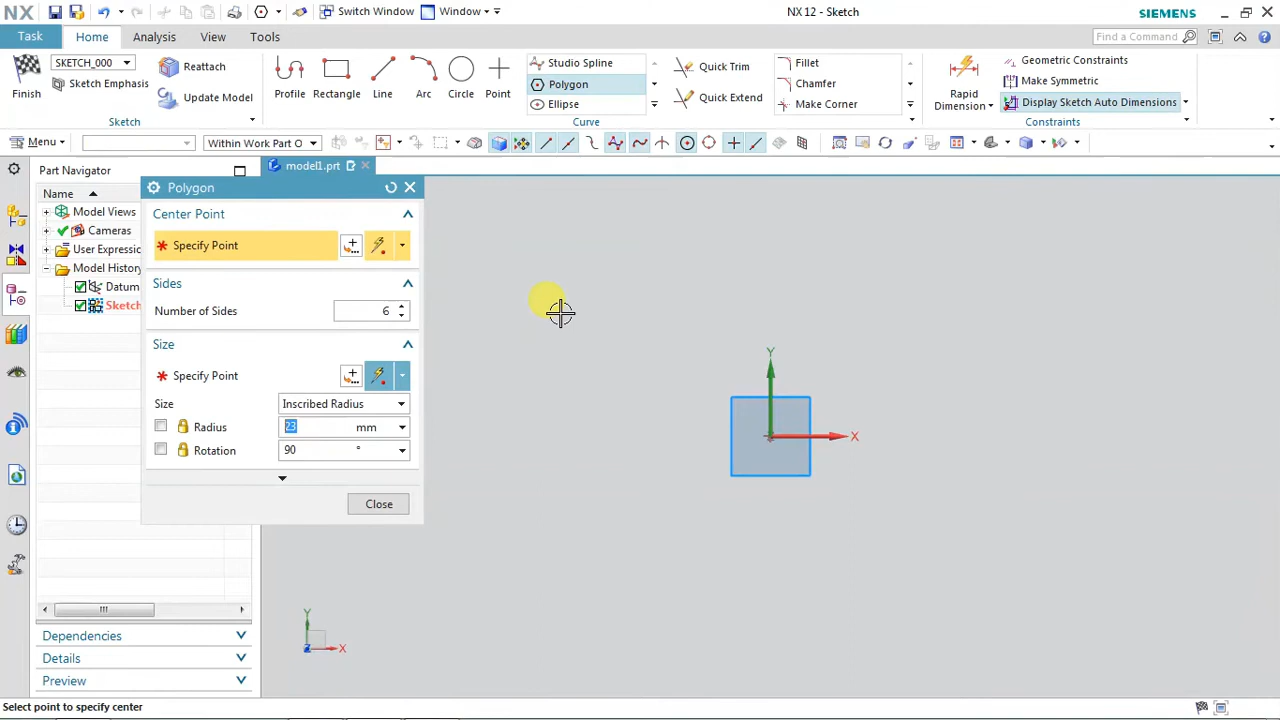 NX
Switch Window
Window
NX 12 - Sketch
SIEMENS
Task
Home
Analysis
View
Tools
Find a Command
SKETCH_000
Reattach
Studio Spline
Quick Trim
Fillet
Geometric Constraints
Sketch Emphasis
Polygon
Chamfer
Make Symmetric
Finish
Update Model
Profile
Rectangle
Line
Arc
Circle
Point
Ellipse
Quick Extend
Make Corner
Rapid
Dimension
Display Sketch Auto Dimensions
Sketch
Curve
Constraints
Menu
Within Work Part O
Part Navigator
model1.prt
Name
Model Views
Cameras
User Expression
Model History
Datum
Sketch
Polygon
Center Point
Specify Point
Sides
Number of Sides
6
Size
Specify Point
Size
Inscribed Radius
Radius
23
mm
Rotation
90
°
Close
Y
X
Y
Z
X
Dependencies
Details
Preview
Select point to specify center